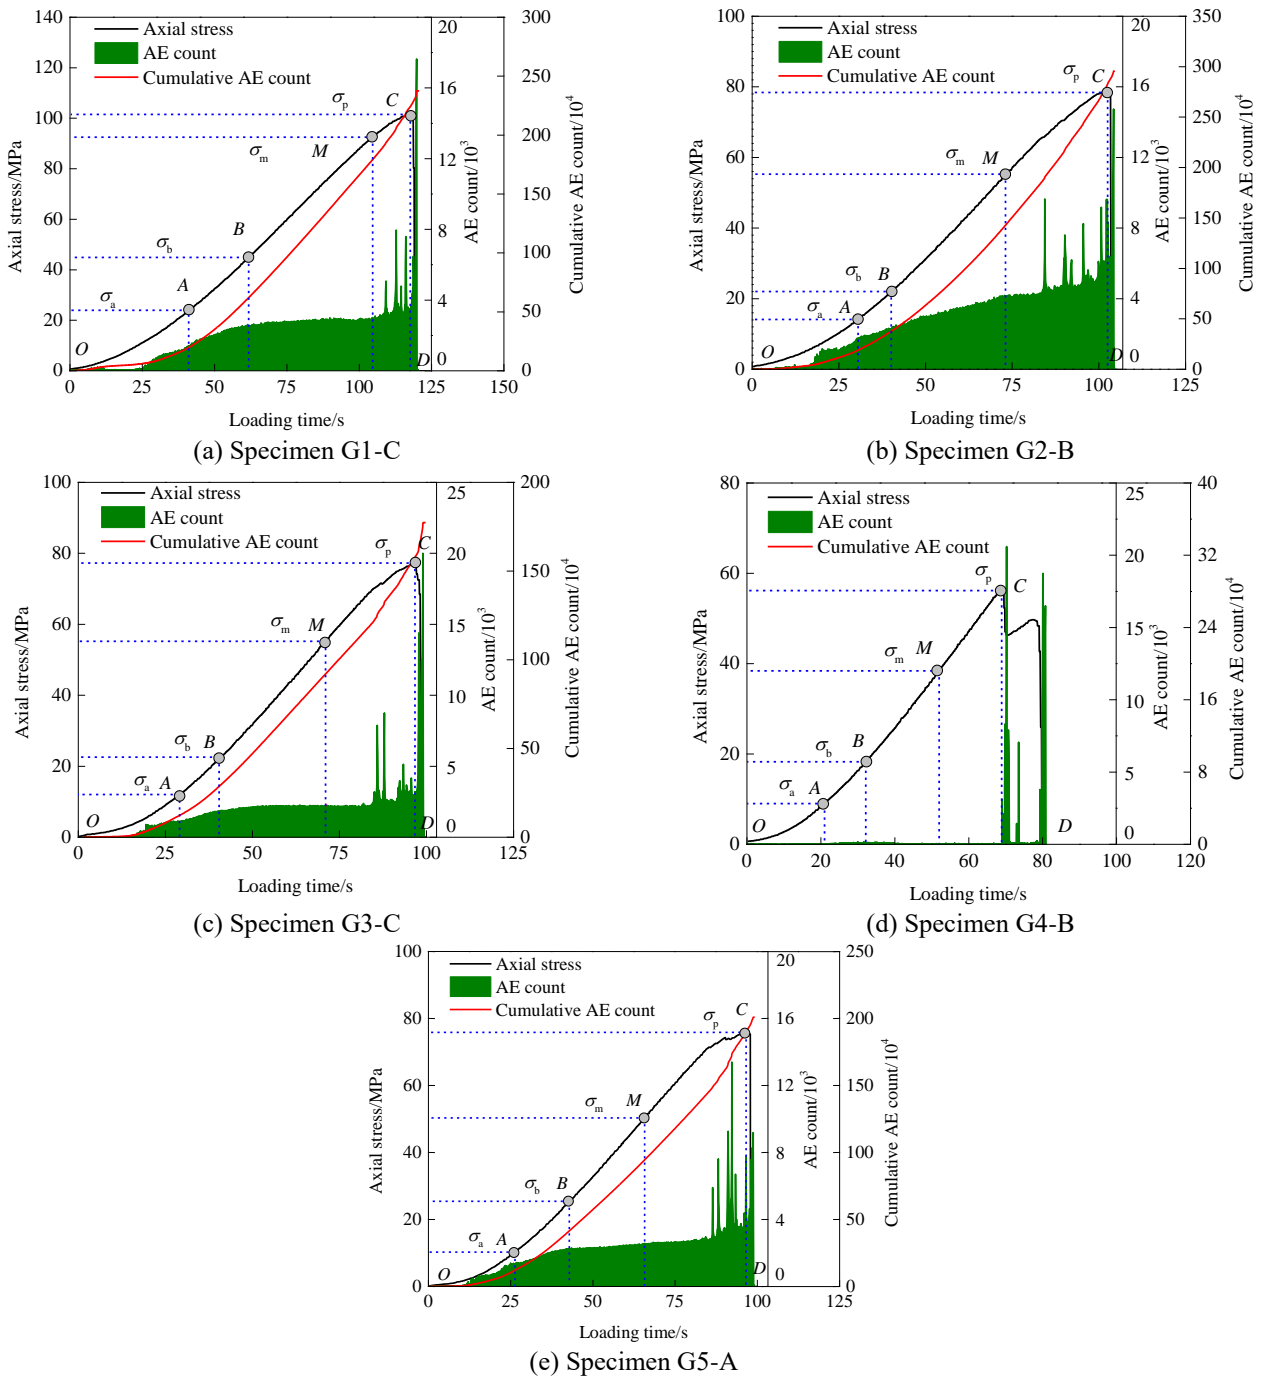 140
120
100
80
60
40
20
0
Axial stress/MPa
Axial stress
AE count
Cumulative AE count
σp
C
σm
M
σb
B
σa
A
O
D
20
16
12
8
4
0
AE count/10³
300
250
200
150
100
50
0
Cumulative AE count/10⁴
0 25 50 75 100 125 150
Loading time/s
(a) Specimen G1-C
100
80
60
40
20
0
Axial stress/MPa
Axial stress
AE count
Cumulative AE count
σp
C
σm
M
σb
B
σa
A
O
D
20
16
12
8
4
0
AE count/10³
350
300
250
200
150
100
50
0
Cumulative AE count/10⁴
0 25 50 75 100 125
Loading time/s
(b) Specimen G2-B
100
80
60
40
20
0
Axial stress/MPa
Axial stress
AE count
Cumulative AE count
σp
C
σm
M
σb
B
σa
A
O
D
25
20
15
10
5
0
AE count/10³
200
150
100
50
0
Cumulative AE count/10⁴
0 25 50 75 100 125
Loading time/s
(c) Specimen G3-C
80
60
40
20
0
Axial stress/MPa
Axial stress
AE count
Cumulative AE count
σp
C
σm
M
σb
B
σa
A
O
D
25
20
15
10
5
0
AE count/10³
40
32
24
16
8
0
Cumulative AE count/10⁴
0 20 40 60 80 100 120
Loading time/s
(d) Specimen G4-B
100
80
60
40
20
0
Axial stress/MPa
Axial stress
AE count
Cumulative AE count
σp
C
σm
M
σb
B
σa
A
O
D
20
16
12
8
4
0
AE count/10³
250
200
150
100
50
0
Cumulative AE count/10⁴
0 25 50 75 100 125
Loading time/s
(e) Specimen G5-A